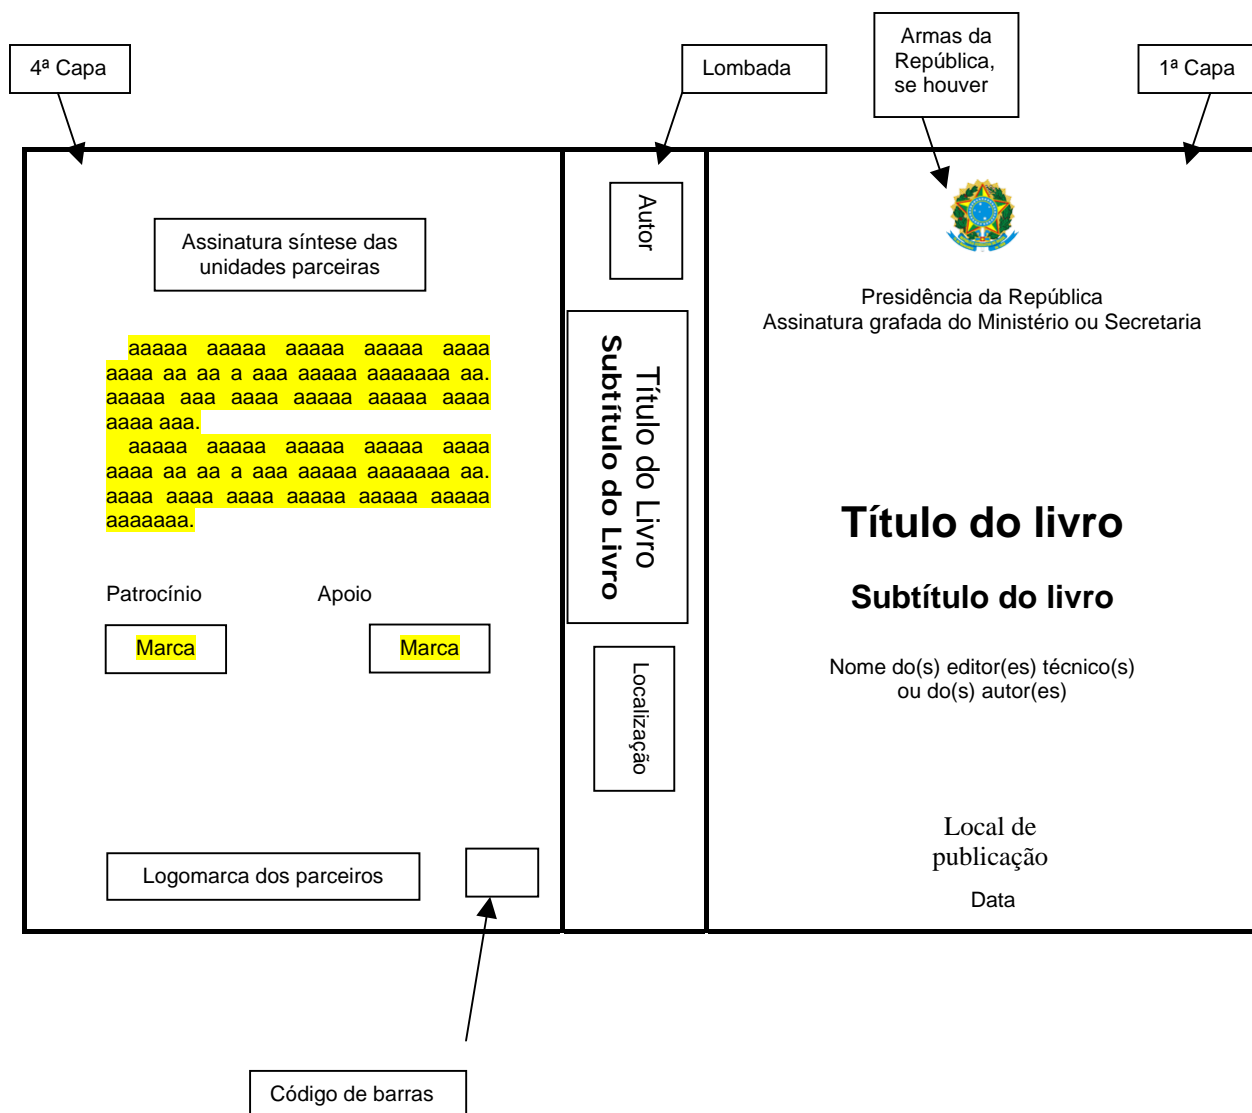 4ª Capa
Lombada
Armas da
República,
se houver
1ª Capa
Assinatura síntese das
unidades parceiras
aaaaa aaaaa aaaaa aaaaa aaaa
aaaa aa aa a aaa aaaaa aaaaaaa aa.
aaaaa aaa aaaa aaaaa aaaaa aaaa
aaaa aaa.
aaaaa aaaaa aaaaa aaaaa aaaa
aaaa aa aa a aaa aaaaa aaaaaaa aa.
aaaa aaaa aaaa aaaaa aaaaa aaaaa
aaaaaaa.
Patrocínio Apoio
Marca Marca
Logomarca dos parceiros
Código de barras
Autor
Título do Livro
Subtítulo do Livro
Localização
Presidência da República
Assinatura grafada do Ministério ou Secretaria
Título do livro
Subtítulo do livro
Nome do(s) editor(es) técnico(s)
ou do(s) autor(es)
Local de
publicação
Data